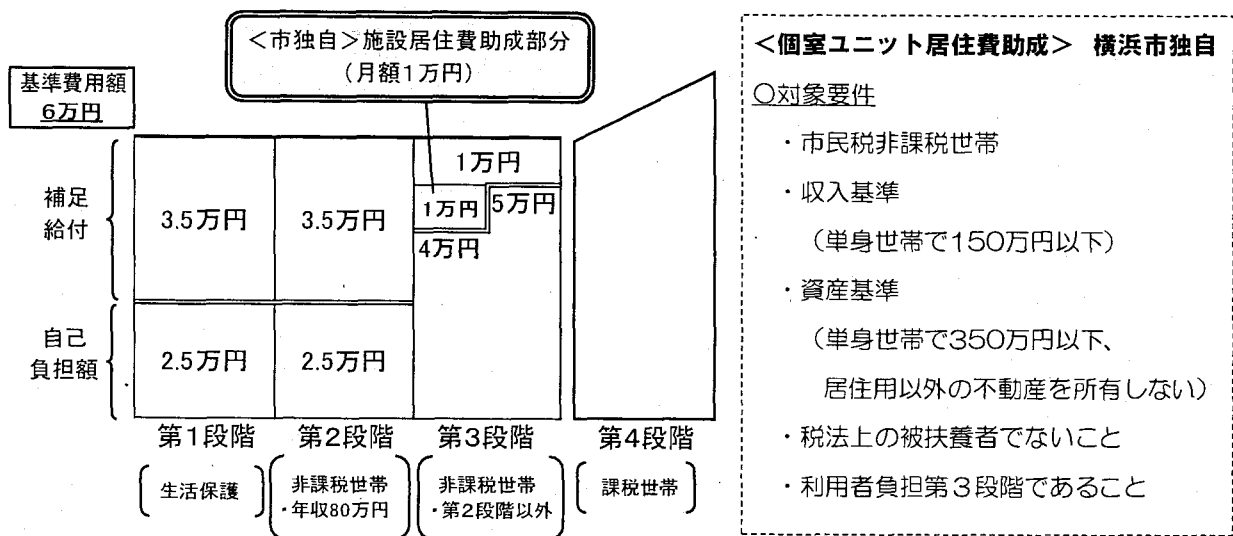 ＜市独自＞施設居住費助成部分
（月額1万円）
基準費用額
6万円
補足
給付
自己
負担額
3.5万円
3.5万円
1万円
1万円
5万円
4万円
2.5万円
2.5万円
第1段階
第2段階
第3段階
第4段階
生活保護
非課税世帯
・年収80万円
非課税世帯
・第2段階以外
課税世帯
＜個室ユニット居住費助成＞ 横浜市独自
○対象要件
・市民税非課税世帯
・収入基準
（単身世帯で150万円以下）
・資産基準
（単身世帯で350万円以下、
居住用以外の不動産を所有しない）
・税法上の被扶養者でないこと
・利用者負担第３段階であること